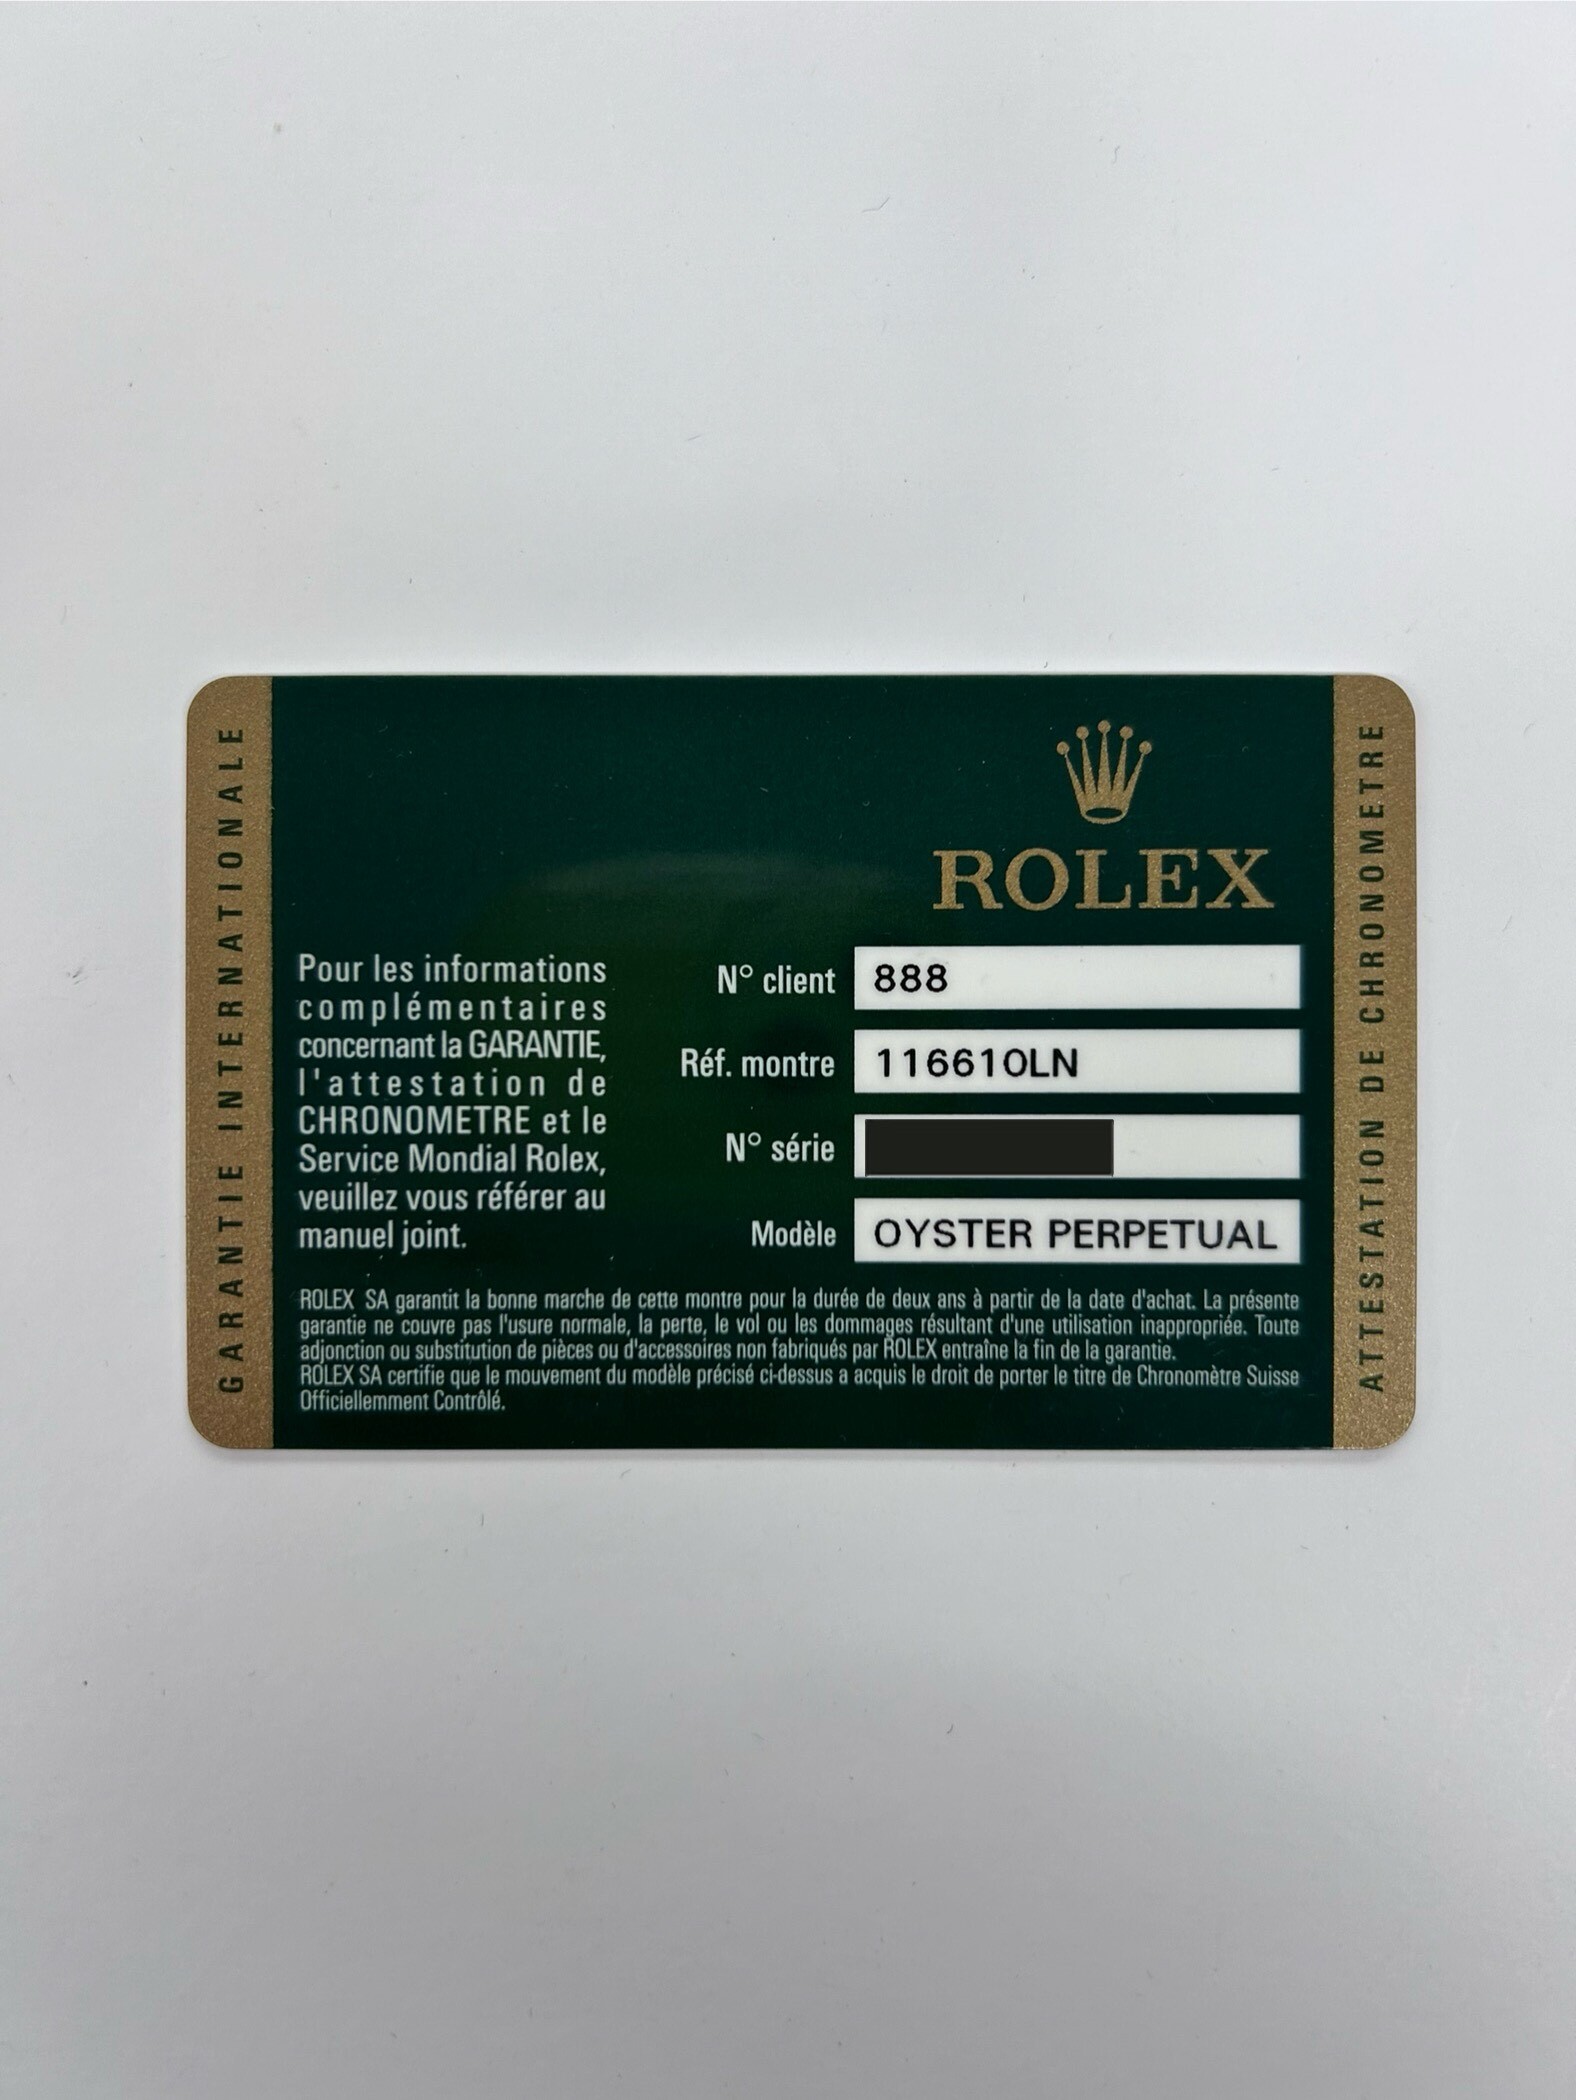 GARANTIE INTERNATIONALE
ROLEX
Pour les informations
complémentaires
concernant la GARANTIE,
l'attestation de
CHRONOMETRE et le
Service Mondial Rolex,
veuillez vous référer au
manuel joint.
N° client 888
Réf. montre 116610LN
N° série
Modèle OYSTER PERPETUAL
ROLEX SA garantit la bonne marche de cette montre pour la durée de deux ans à partir de la date d'achat. La présente
garantie ne couvre pas l'usure normale, la perte, le vol ou les dommages résultant d'une utilisation inappropriée. Toute
adjonction ou substitution de pièces ou d'accessoires non fabriqués par ROLEX entraîne la fin de la garantie.
ROLEX SA certifie que le mouvement du modèle précisé ci-dessus a acquis le droit de porter le titre de Chronomètre Suisse
Officiellemment Contrôlé.
ATTESTATION DE CHRONOMETRE